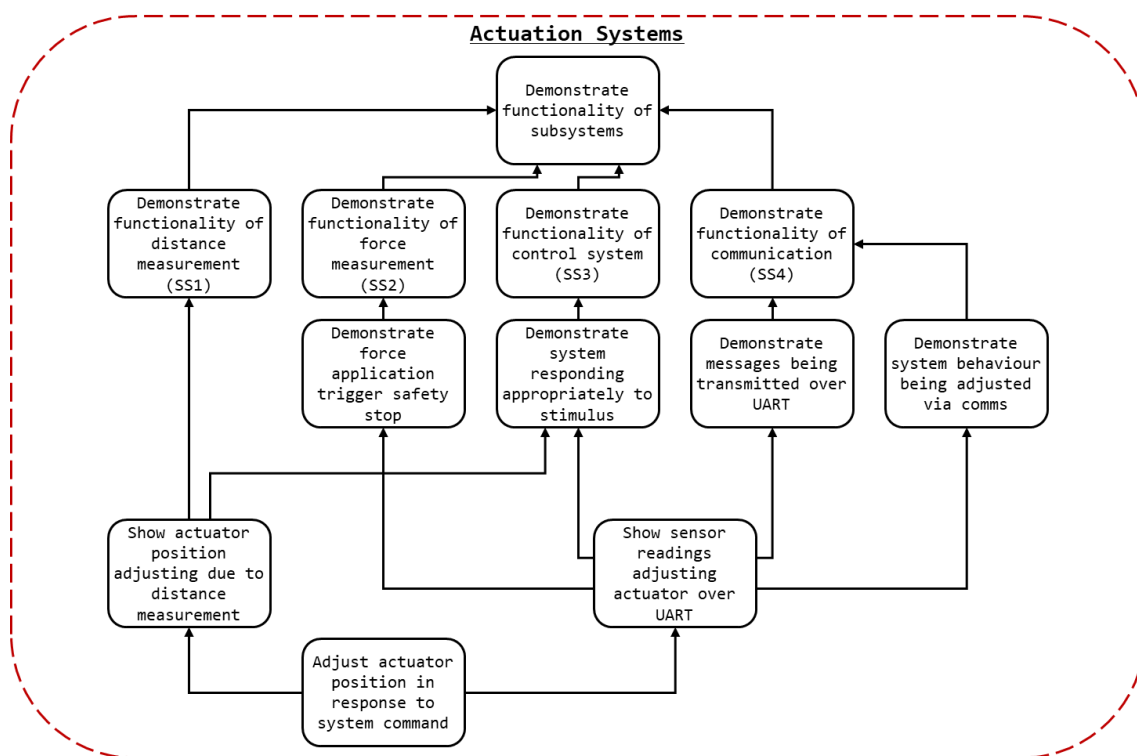 Actuation Systems
Demonstrate
functionality of
subsystems
Demonstrate
functionality of
distance
measurement
(SS1)
Demonstrate
functionality of
force
measurement
(SS2)
Demonstrate
functionality of
control system
(SS3)
Demonstrate
functionality of
communication
(SS4)
Demonstrate
force
application
trigger safety
stop
Demonstrate
system
responding
appropriately to
stimulus
Demonstrate
messages being
transmitted over
UART
Demonstrate
system behaviour
being adjusted
via comms
Show actuator
position
adjusting due to
distance
measurement
Show sensor
readings
adjusting
actuator over
UART
Adjust actuator
position in
response to
system command